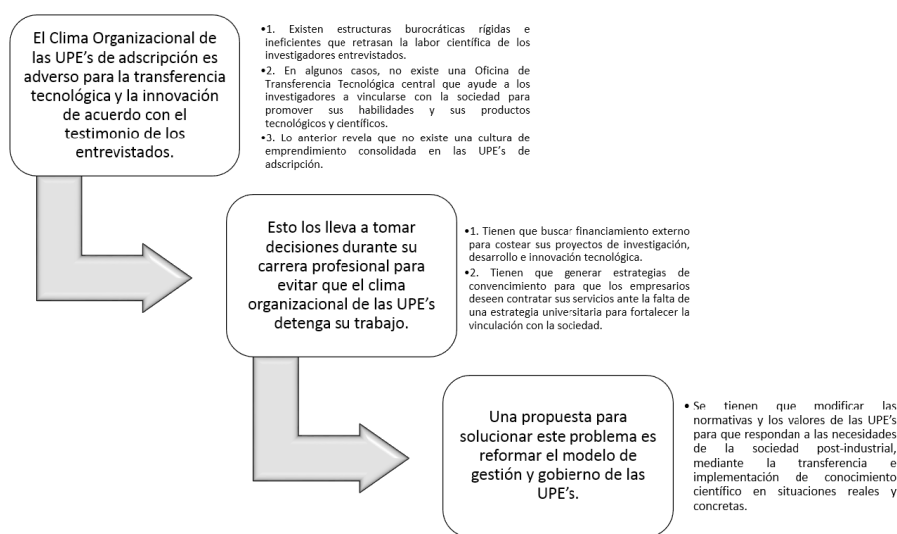 El Clima Organizacional de
las UPE's de adscripción es
adverso para la transferencia
tecnológica y la innovación
de acuerdo con el
testimonio de los
entrevistados.
•1. Existen estructuras burocráticas rígidas e
ineficientes que retrasan la labor científica de los
investigadores entrevistados.
•2. En algunos casos, no existe una Oficina de
Transferencia Tecnológica central que ayude a los
investigadores a vincularse con la sociedad para
promover sus habilidades y sus productos
tecnológicos y científicos.
•3. Lo anterior revela que no existe una cultura de
emprendimiento consolidada en las UPE's de
adscripción.
Esto los lleva a tomar
decisiones durante su
carrera profesional para
evitar que el clima
organizacional de las UPE's
detenga su trabajo.
•1. Tienen que buscar financiamiento externo
para costear sus proyectos de investigación,
desarrollo e innovación tecnológica.
•2. Tienen que generar estrategias de
convencimiento para que los empresarios
deseen contratar sus servicios ante la falta de
una estrategia universitaria para fortalecer la
vinculación con la sociedad.
Una propuesta para
solucionar este problema es
reformar el modelo de
gestión y gobierno de las
UPE's.
• Se tienen que modificar las
normativas y los valores de las UPE's
para que respondan a las necesidades
de la sociedad post-industrial,
mediante la transferencia e
implementación de conocimiento
científico en situaciones reales y
concretas.